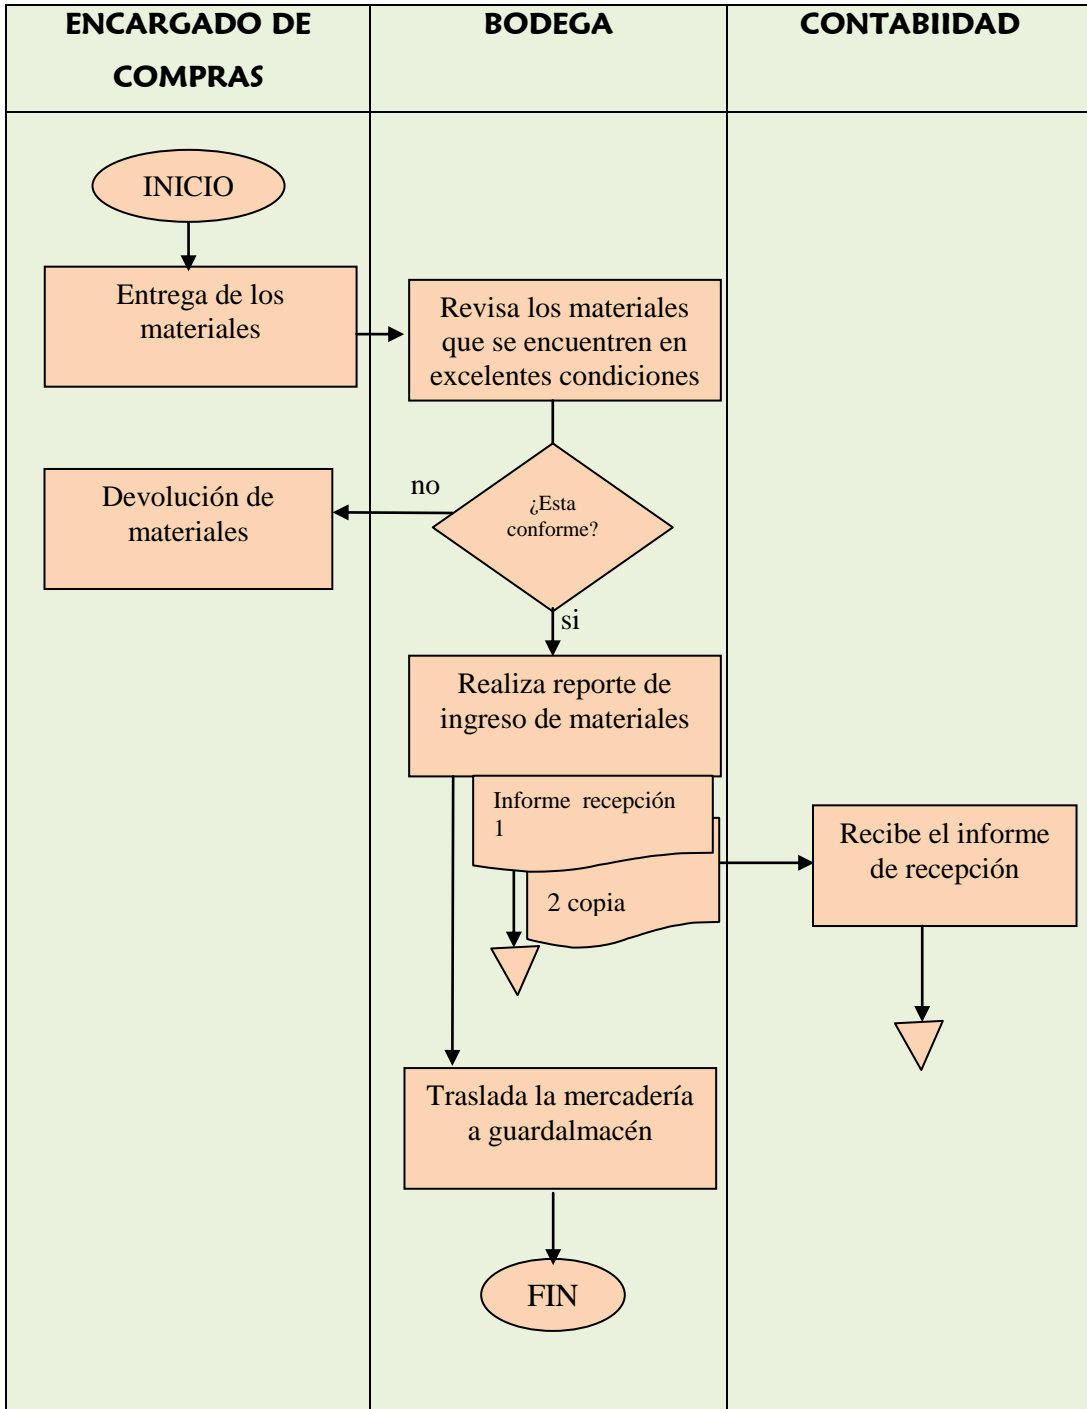 ENCARGADO DE
COMPRAS
BODEGA
CONTABIIDAD
INICIO
Entrega de los
materiales
Revisa los materiales
que se encuentren en
excelentes condiciones
Devolución de
materiales
no
¿Esta
conforme?
si
Realiza reporte de
ingreso de materiales
Informe recepción
1
2 copia
Recibe el informe
de recepción
Traslada la mercadería
a guardalmacén
FIN